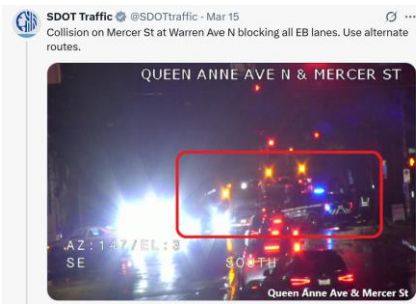 SDOT Traffic @SDOTtraffic · Mar 15
Collision on Mercer St at Warren Ave N blocking all EB lanes. Use alternate
routes.
QUEEN ANNE AVE N & MERCER ST
AZ:147/EL:3
SE SOUTH
Queen Anne Ave & Mercer St